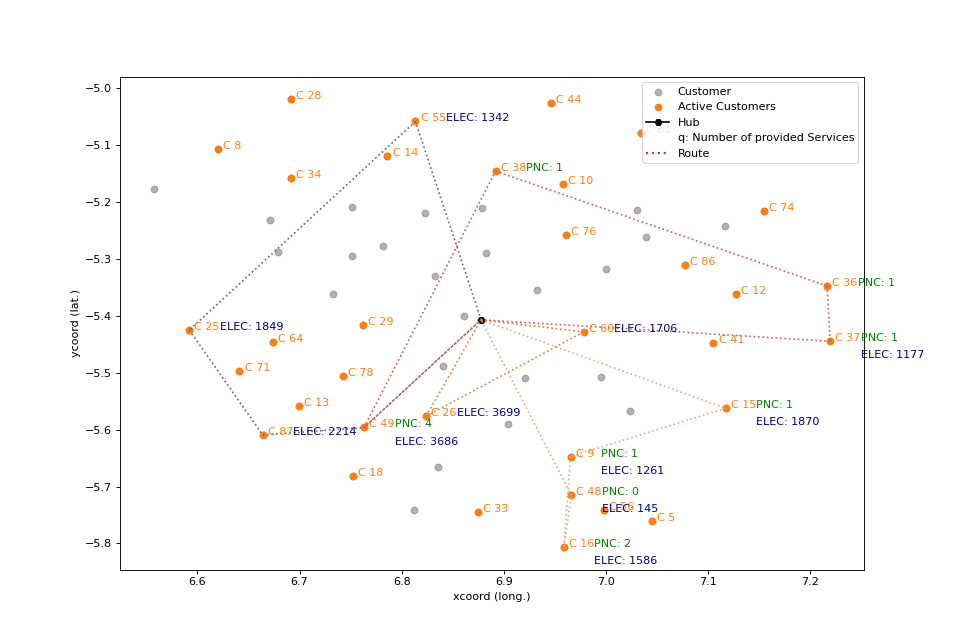 −5.0
−5.1
−5.2
−5.3
−5.4
−5.5
−5.6
−5.7
−5.8
ycoord (lat.)
6.6 6.7 6.8 6.9 7.0 7.1 7.2
xcoord (long.)
Customer
Active Customers
Hub
q: Number of provided Services
Route
C 28
C 44
C 55 ELEC: 1342
C 8
C 14
C 38 PNC: 1
C 34
C 10
C 74
C 76
C 86
C 36 PNC: 1
C 12
C 29
C 25 ELEC: 1849
C 60 ELEC: 1706
C 64
C 41
C 37 PNC: 1
ELEC: 1177
C 71
C 78
C 13
C 15 PNC: 1
ELEC: 1870
C 26 ELEC: 3699
C 49 PNC: 4
ELEC: 3686
C 87 ELEC: 2214
C 9 PNC: 1
ELEC: 1261
C 18
C 48 PNC: 0
ELEC: 145
C 33
C 5
C 16 PNC: 2
ELEC: 1586